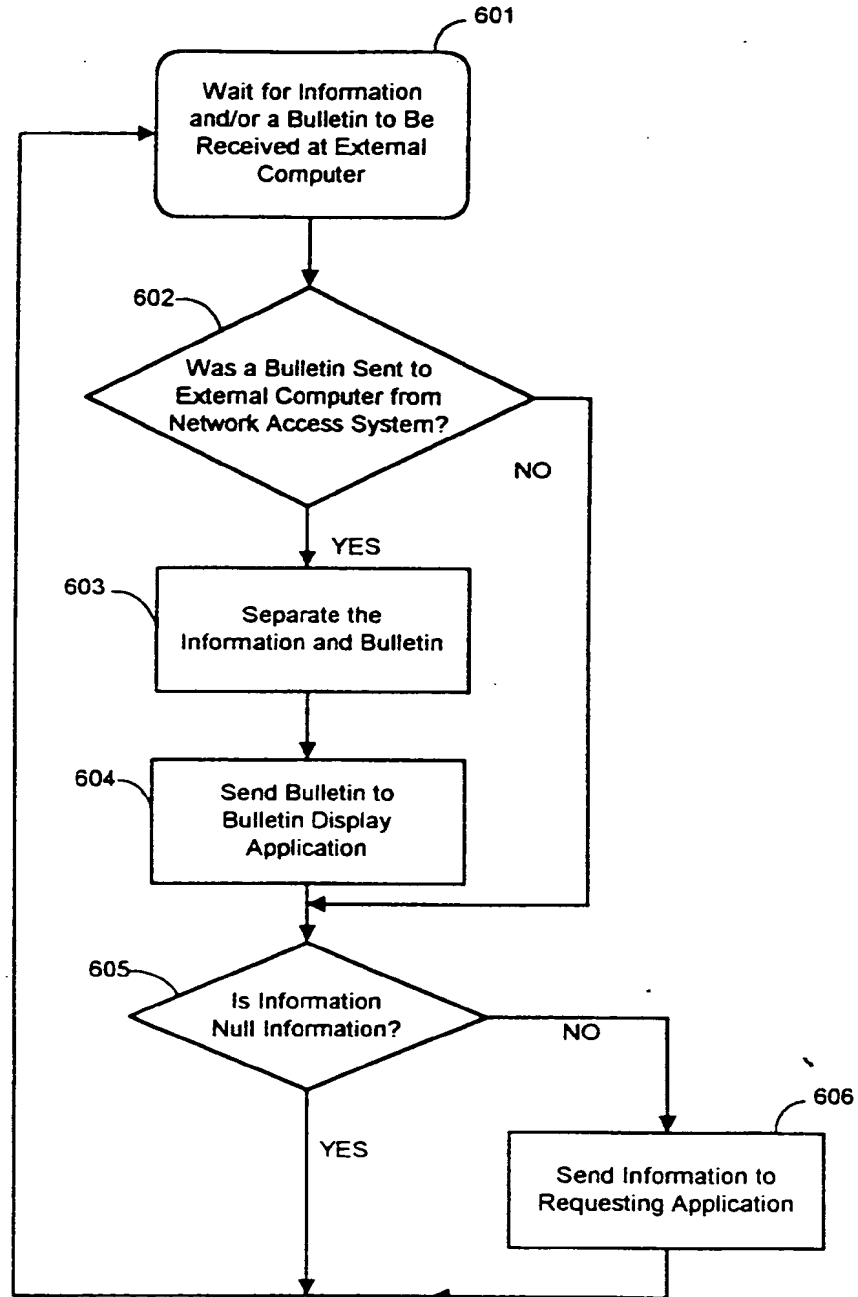 601
Wait for Information
and/or a Bulletin to Be
Received at External
Computer
602
Was a Bulletin Sent to
External Computer from
Network Access System?
NO
YES
603
Separate the
Information and Bulletin
604
Send Bulletin to
Bulletin Display
Application
605
Is Information
Null Information?
NO
606
YES
Send Information to
Requesting Application